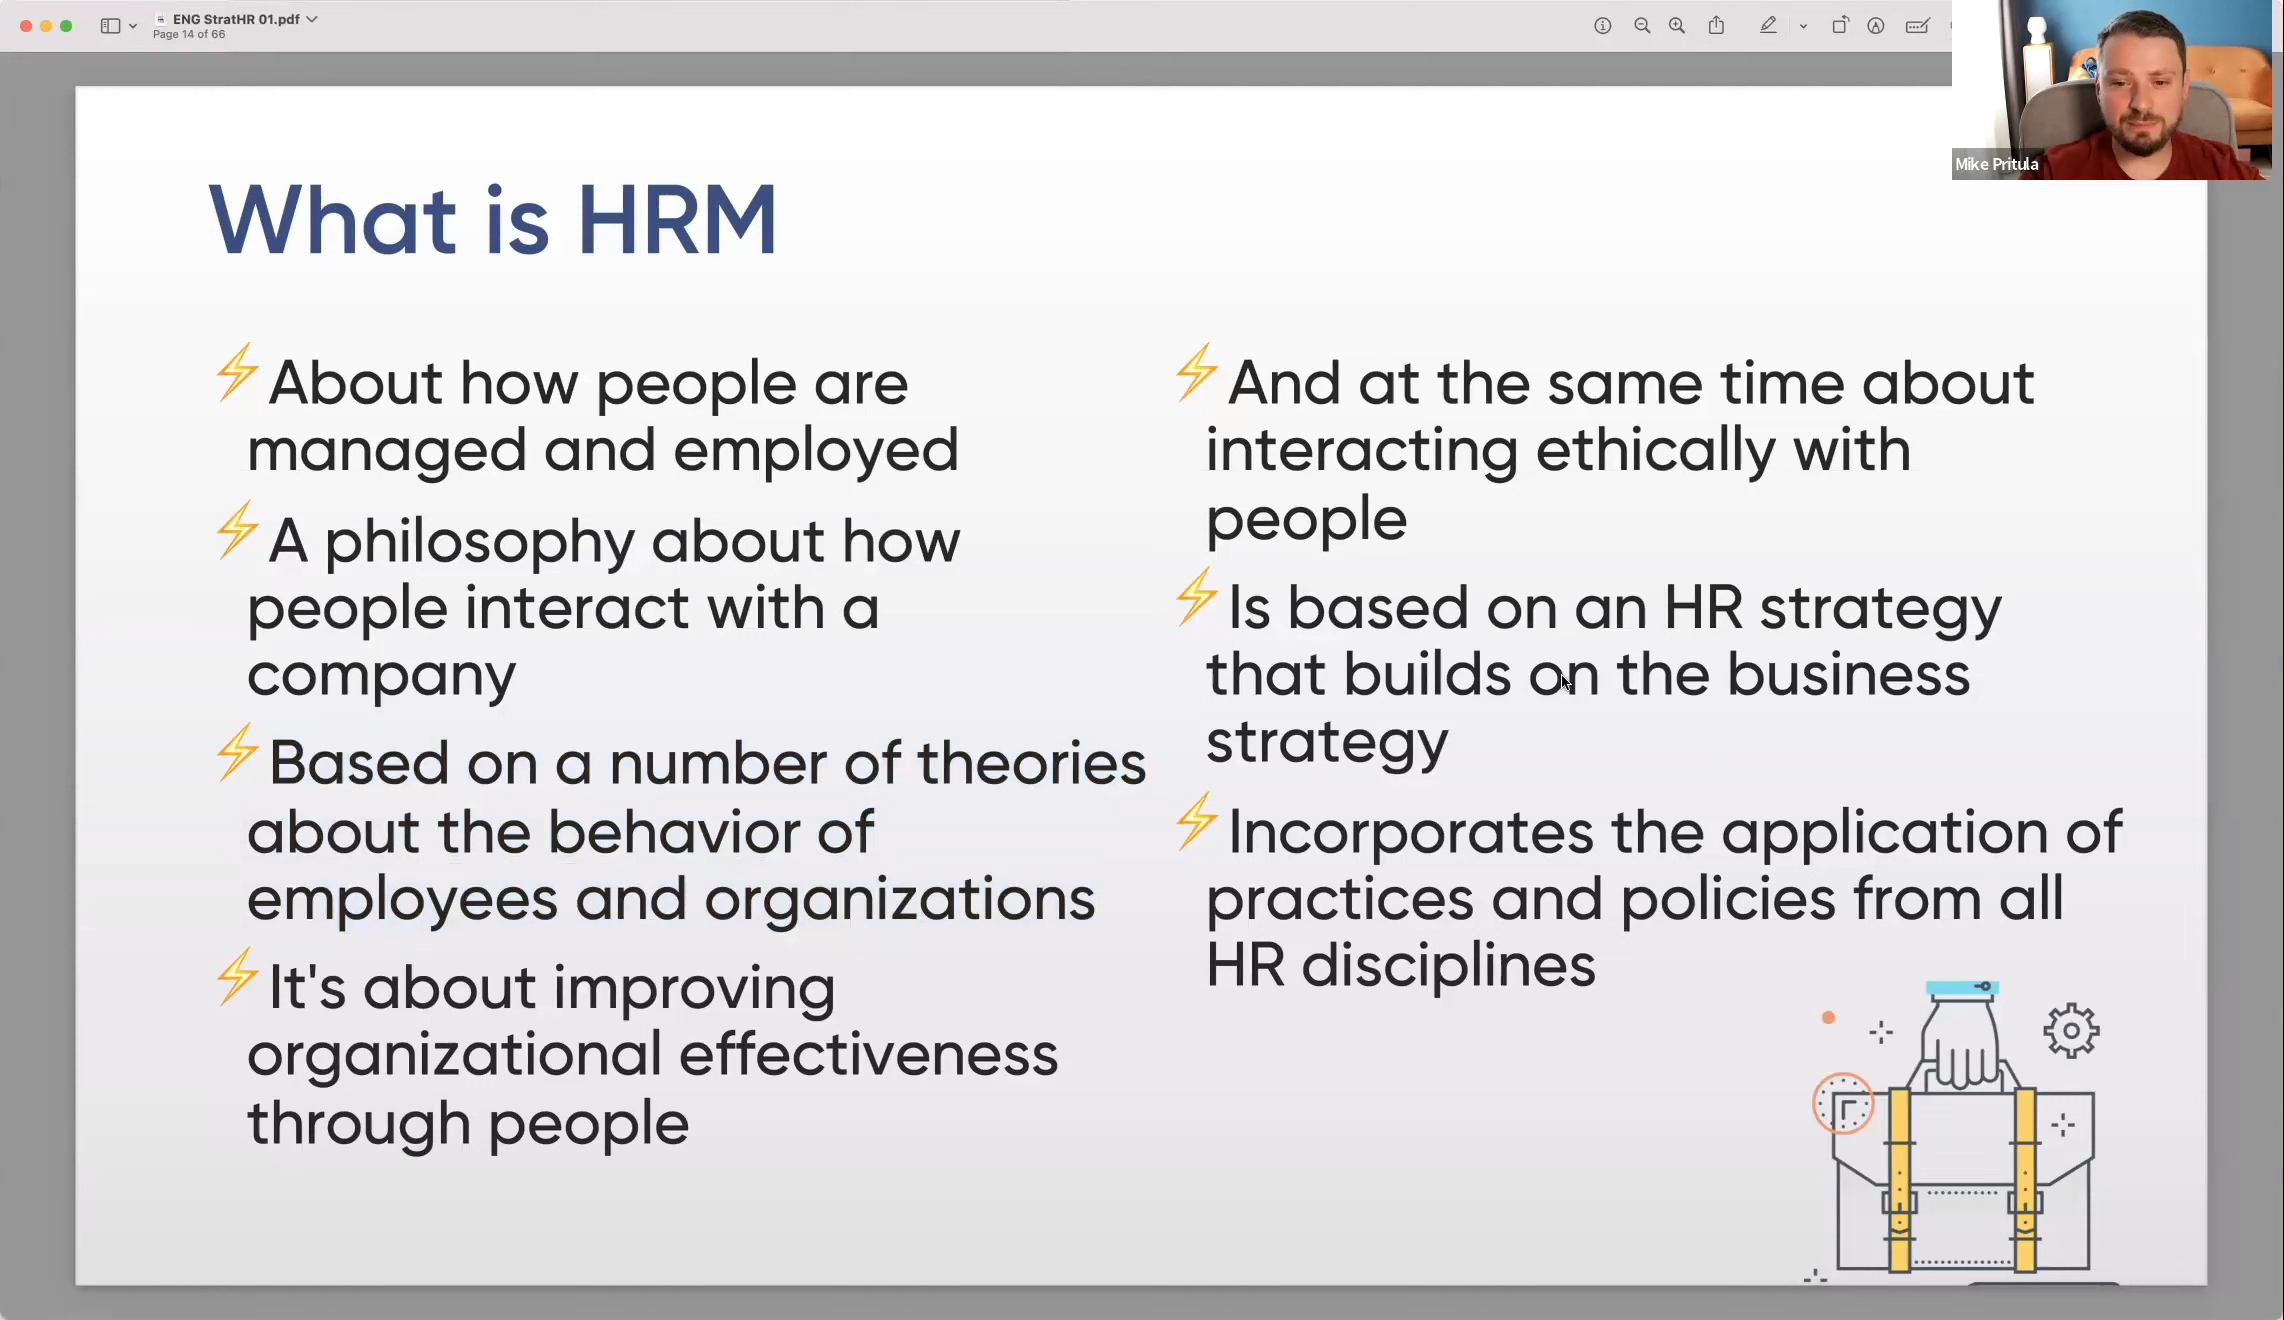 ENG StratHR 01.pdf
Page 14 of 66
Mike Pritula
What is HRM
⚡About how people are
managed and employed
⚡A philosophy about how
people interact with a
company
⚡Based on a number of theories
about the behavior of
employees and organizations
⚡It's about improving
organizational effectiveness
through people
⚡And at the same time about
interacting ethically with
people
⚡Is based on an HR strategy
that builds on the business
strategy
⚡Incorporates the application of
practices and policies from all
HR disciplines